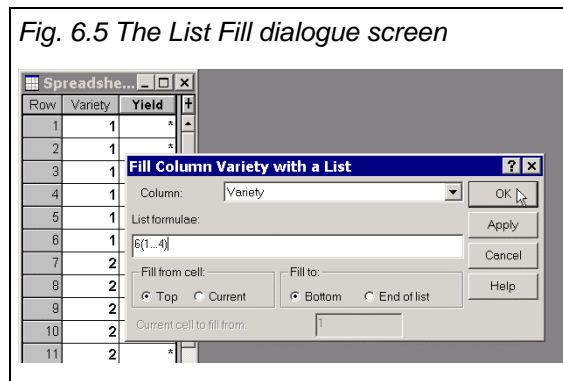 Fig. 6.5 The List Fill dialogue screen
Spreadshe...
Row Variety Yield +
1 1 *
2 1 *
3 1
4 1
5 1
6 1
7 2
8 2
9 2
10 2
11 2 *
Fill Column Variety with a List
Column: Variety
OK
List formulae:
Apply
6(1...4)
Cancel
Fill from cell: Fill to:
Help
Top Current Bottom End of list
Current cell to fill from: 1